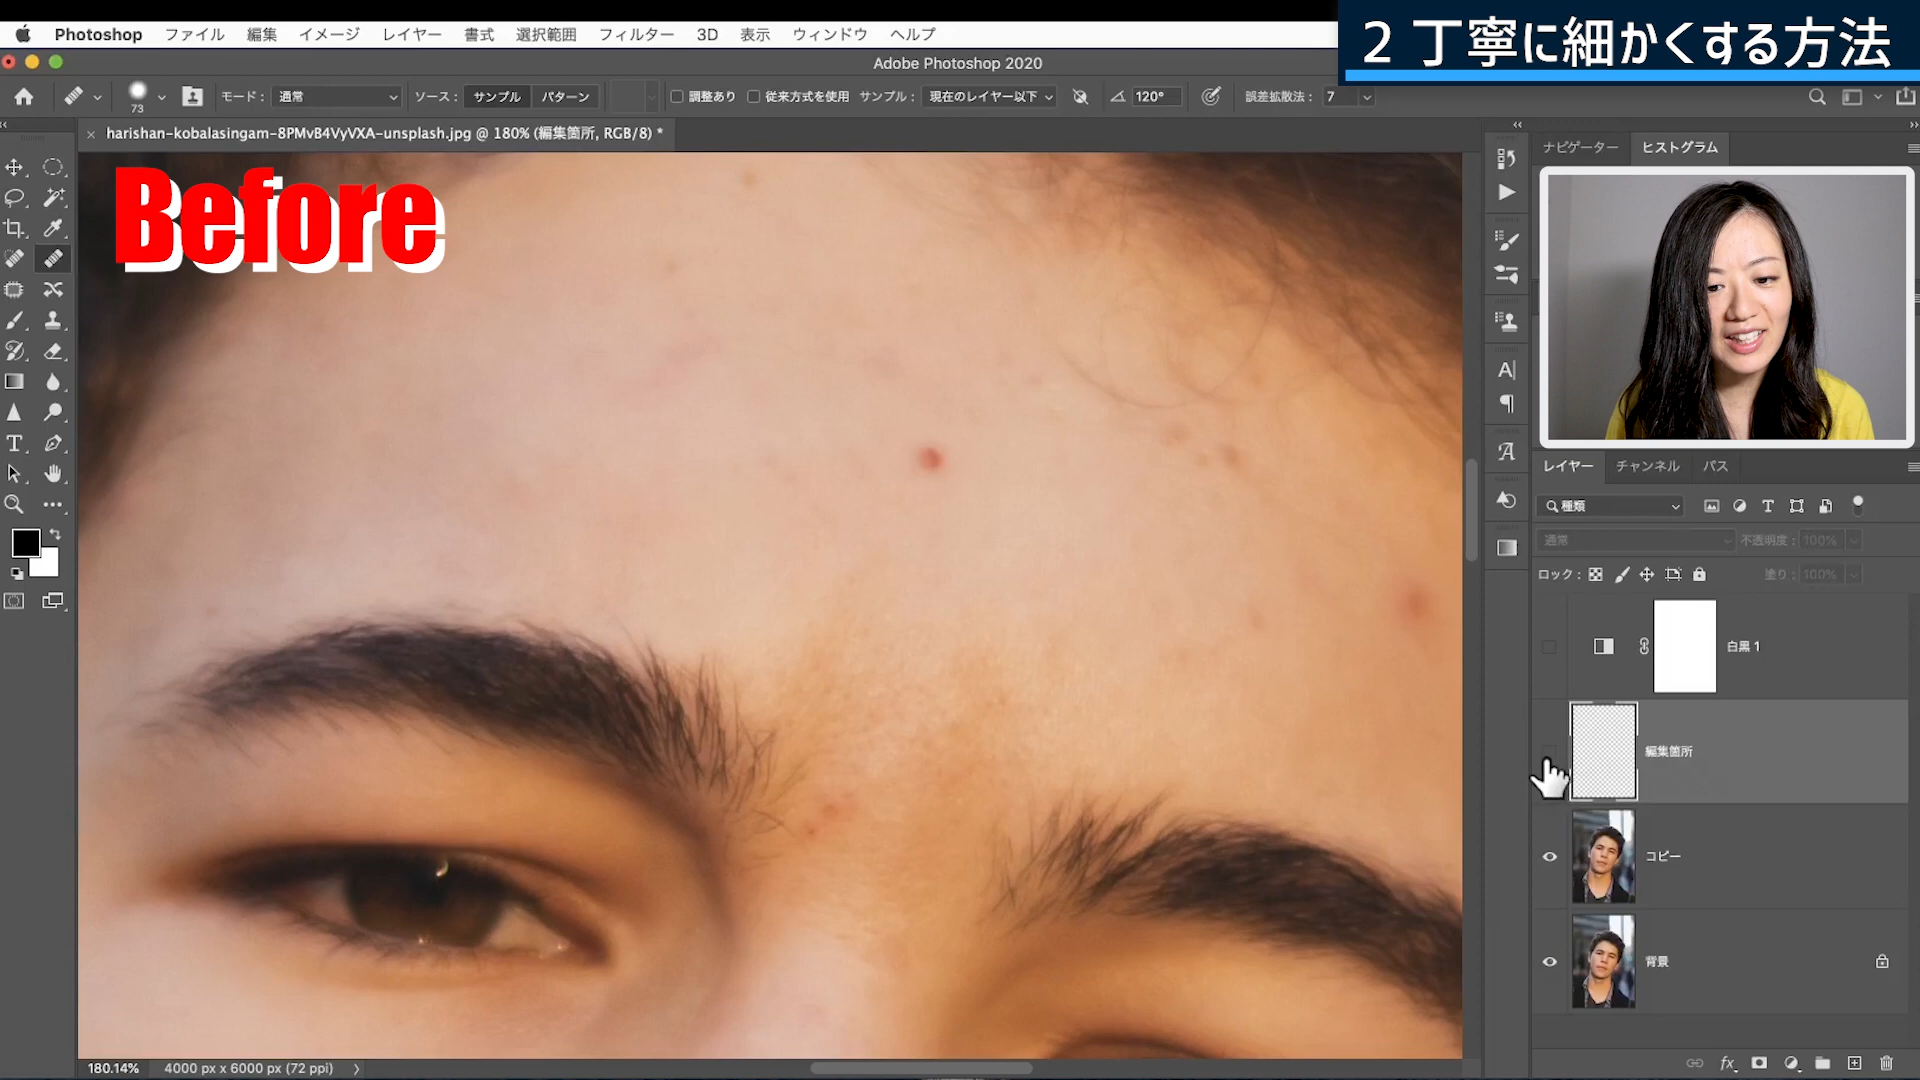 Photoshop ファイル 編集 イメージ レイヤー 書式 選択範囲 フィルター 3D 表示 ウィンドウ ヘルプ
2 丁寧に細かくする方法
Adobe Photoshop 2020
73 モード： 通常 ソース： サンプル パターン 調整あり 従来方式を使用 サンプル： 現在のレイヤー以下 120° 誤差拡散法： 7
harishan-kobalasingam-8PMvB4VyVXA-unsplash.jpg @ 180% (編集箇所, RGB/8) *
ナビゲーター ヒストグラム
Before
レイヤー チャンネル パス
種類
通常 不透明度： 100%
ロック： 塗り： 100%
白黒 1
編集箇所
コピー
背景
180.14% 4000 px x 6000 px (72 ppi)